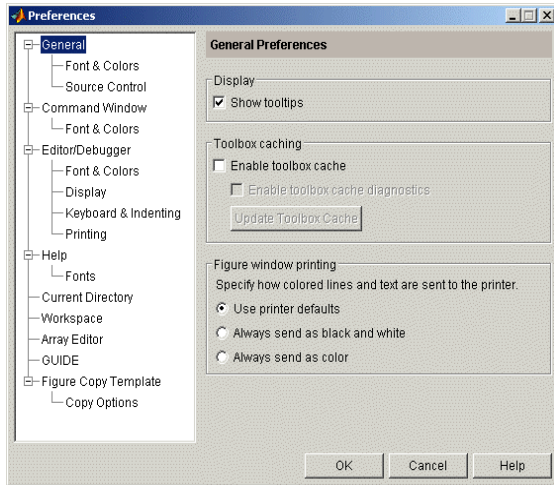 Preferences
General
Font & Colors
Source Control
Command Window
Font & Colors
Editor/Debugger
Font & Colors
Display
Keyboard & Indenting
Printing
Help
Fonts
Current Directory
Workspace
Array Editor
GUIDE
Figure Copy Template
Copy Options
General Preferences
Display
Show tooltips
Toolbox caching
Enable toolbox cache
Enable toolbox cache diagnostics
Update Toolbox Cache
Figure window printing
Specify how colored lines and text are sent to the printer.
Use printer defaults
Always send as black and white
Always send as color
OK Cancel Help